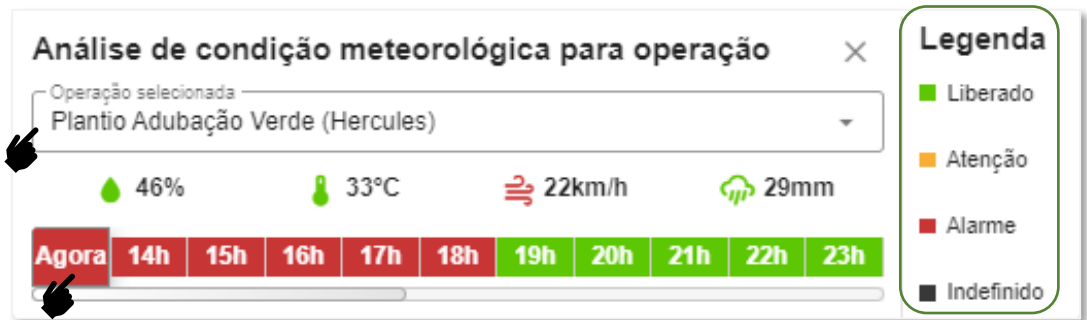 Análise de condição meteorológica para operação
Operação selecionada
Plantio Adubação Verde (Hercules)
46% 33°C 22km/h 29mm
Agora 14h 15h 16h 17h 18h 19h 20h 21h 22h 23h
Legenda
Liberado
Atenção
Alarme
Indefinido